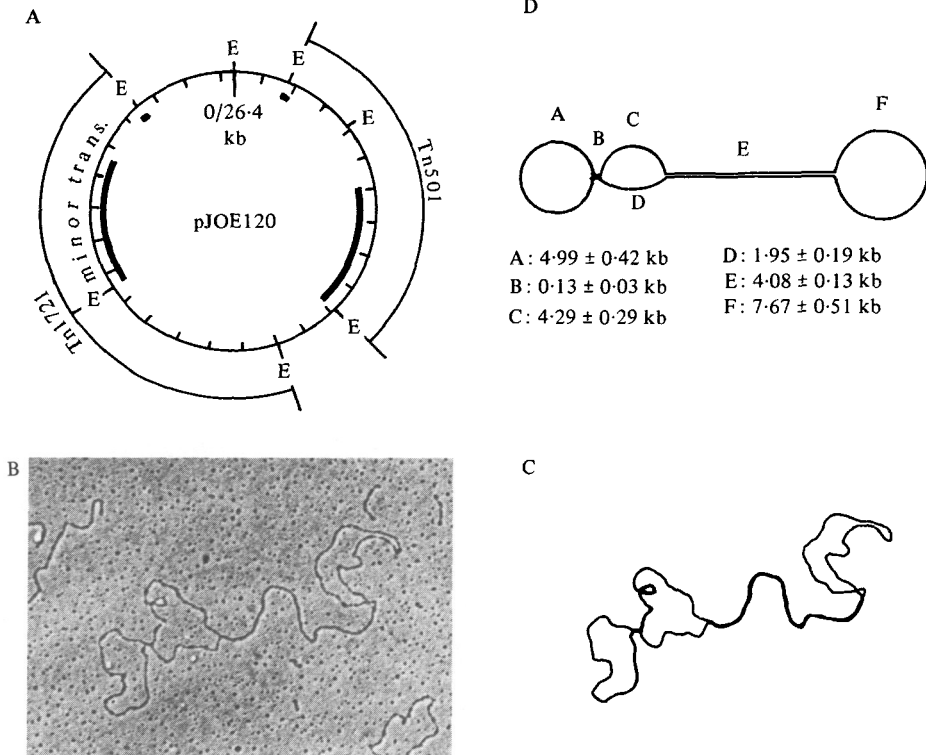 A
E
E
E
0/26·4
kb
E
Tn501
minor trans.
pJOE120
E
Tn1721
E
E
D
A
B
C
D
E
F
A: 4·99 ± 0·42 kb
B: 0·13 ± 0·03 kb
C: 4·29 ± 0·29 kb
D: 1·95 ± 0·19 kb
E: 4·08 ± 0·13 kb
F: 7·67 ± 0·51 kb
B
C